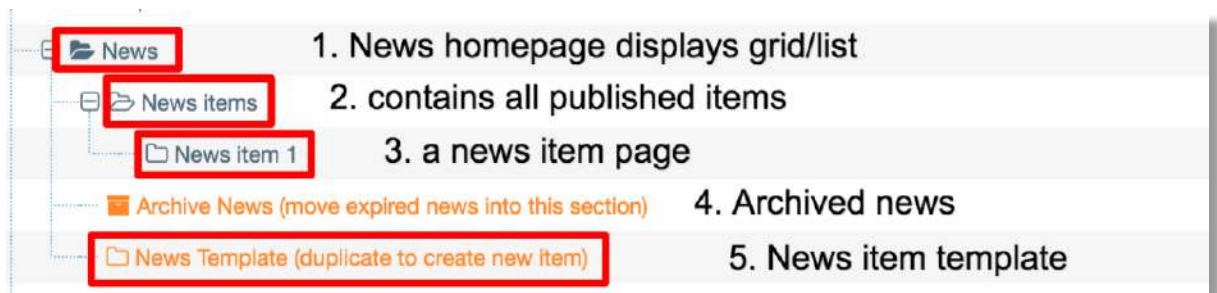 News 1. News homepage displays grid/list
News items 2. contains all published items
News item 1 3. a news item page
Archive News (move expired news into this section) 4. Archived news
News Template (duplicate to create new item) 5. News item template